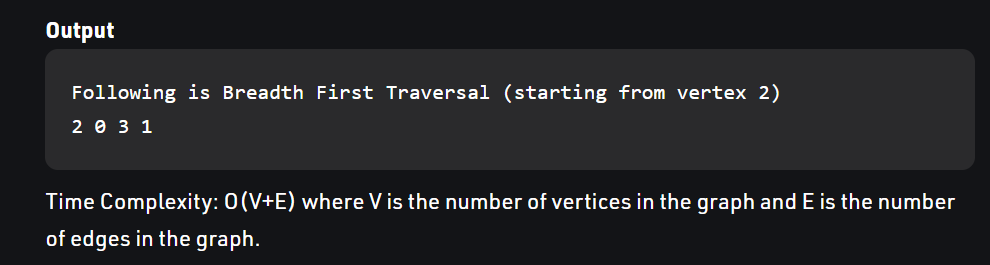 Output
Following is Breadth First Traversal (starting from vertex 2)
2 0 3 1
Time Complexity: O(V+E) where V is the number of vertices in the graph and E is the number
of edges in the graph.